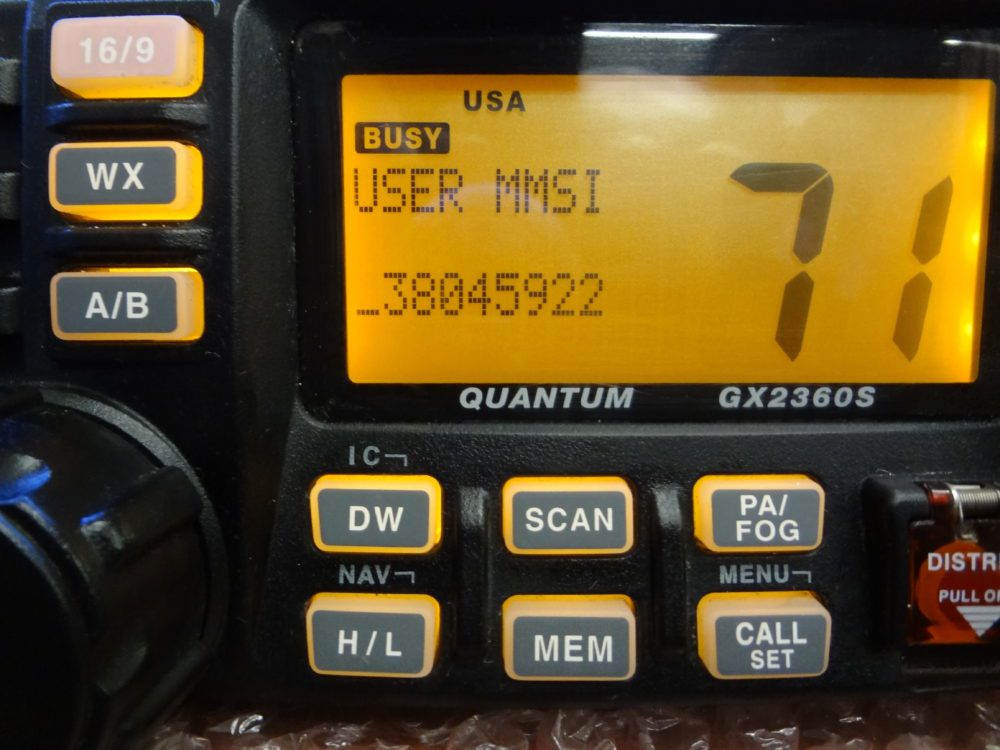 16/9
WX
A/B
USA
BUSY
USER MMSI
_38045922
71
QUANTUM GX2360S
IC
DW
SCAN
PA/
FOG
NAV
MENU
H/L
MEM
CALL
SET
PULL